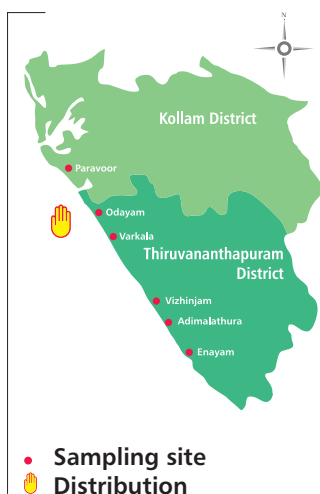 N
Kollam District
Paravoor
Odayam
Varkala
Thiruvananthapuram
District
Vizhinjam
Adimalathura
Enayam
Sampling site
Distribution